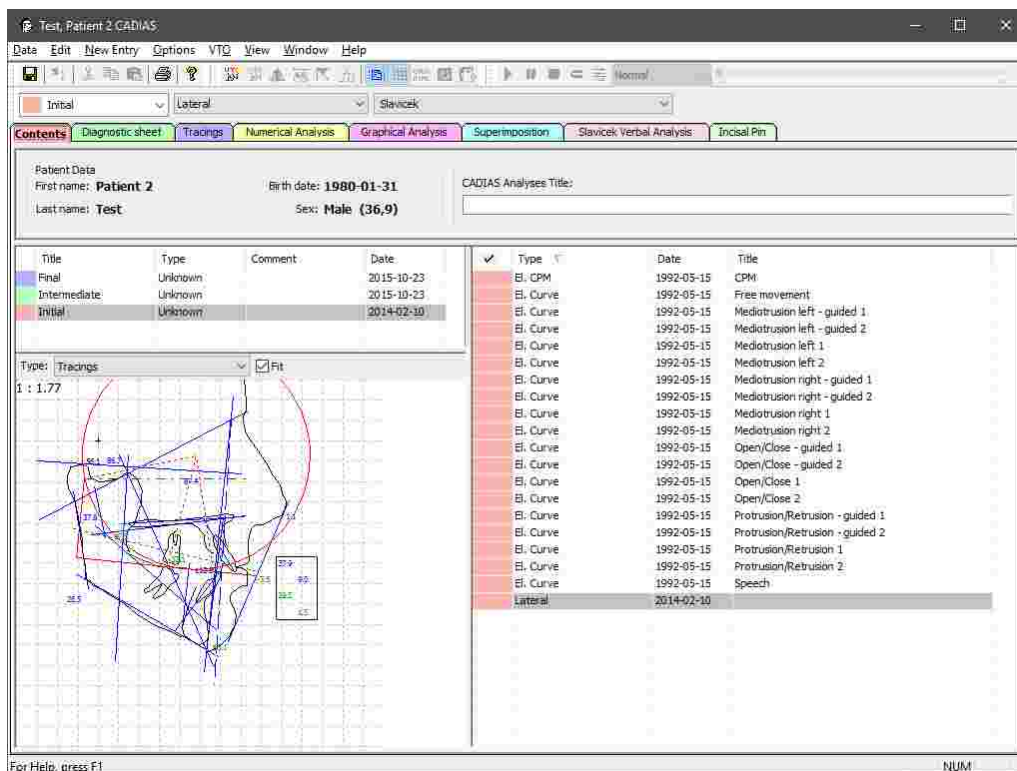 Test, Patient 2 CADIAS
Data Edit New Entry Options VTO View Window Help
Normal
Initial Lateral Slavicek
Contents Diagnostic sheet Tracings Numerical Analysis Graphical Analysis Superimposition Slavicek Verbal Analysis Incisal Pin
Patient Data
First name: Patient 2 Birth date: 1980-01-31 CADIAS Analyses Title:
Last name: Test Sex: Male (36,9)
Title Type Comment Date
Final Unknown 2015-10-23
Intermediate Unknown 2015-10-23
Initial Unknown 2014-02-10
Type: Tracings Fit
1 : 1.77
37.6
28.5
Type Date Title
El. CPM 1992-05-15 CPM
El. Curve 1992-05-15 Free movement
El. Curve 1992-05-15 Mediotrusion left - guided 1
El. Curve 1992-05-15 Mediotrusion left - guided 2
El. Curve 1992-05-15 Mediotrusion left 1
El. Curve 1992-05-15 Mediotrusion left 2
El. Curve 1992-05-15 Mediotrusion right - guided 1
El. Curve 1992-05-15 Mediotrusion right - guided 2
El. Curve 1992-05-15 Mediotrusion right 1
El. Curve 1992-05-15 Mediotrusion right 2
El. Curve 1992-05-15 Open/Close - guided 1
El. Curve 1992-05-15 Open/Close - guided 2
El. Curve 1992-05-15 Open/Close 1
El. Curve 1992-05-15 Open/Close 2
El. Curve 1992-05-15 Protrusion/Retrusion - guided 1
El. Curve 1992-05-15 Protrusion/Retrusion - guided 2
El. Curve 1992-05-15 Protrusion/Retrusion 1
El. Curve 1992-05-15 Protrusion/Retrusion 2
El. Curve 1992-05-15 Speech
Lateral 2014-02-10
For Help, press F1 NUM